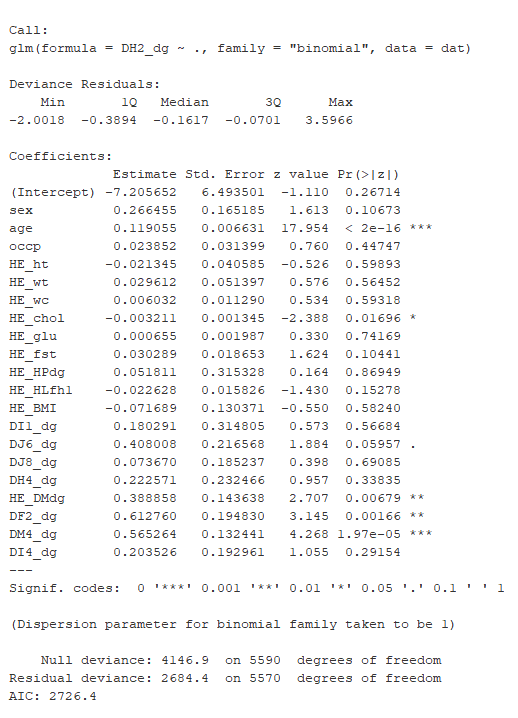 Call:
glm(formula = DH2_dg ~ ., family = "binomial", data = dat)

Deviance Residuals:
    Min       1Q   Median       3Q      Max
-2.0018  -0.3894  -0.1617  -0.0701   3.5966

Coefficients:
             Estimate Std. Error z value Pr(>|z|)
(Intercept) -7.205652   6.493501  -1.110  0.26714
sex          0.266455   0.165185   1.613  0.10673
age          0.119055   0.006631  17.954  < 2e-16 ***
occp         0.023852   0.031399   0.760  0.44747
HE_ht       -0.021345   0.040585  -0.526  0.59893
HE_wt        0.029612   0.051397   0.576  0.56452
HE_wc        0.006032   0.011290   0.534  0.59318
HE_chol     -0.003211   0.001345  -2.388  0.01696 *
HE_glu       0.000655   0.001987   0.330  0.74169
HE_fst       0.030289   0.018653   1.624  0.10441
HE_HPdg      0.051811   0.315328   0.164  0.86949
HE_HLfhl    -0.022628   0.015826  -1.430  0.15278
HE_BMI      -0.071689   0.130371  -0.550  0.58240
DI1_dg       0.180291   0.314805   0.573  0.56684
DJ6_dg       0.408008   0.216568   1.884  0.05957 .
DJ8_dg       0.073670   0.185237   0.398  0.69085
DH4_dg       0.222571   0.232466   0.957  0.33835
HE_DMdg      0.388858   0.143638   2.707  0.00679 **
DF2_dg       0.612760   0.194830   3.145  0.00166 **
DM4_dg       0.565264   0.132441   4.268 1.97e-05 ***
DI4_dg       0.203526   0.192961   1.055  0.29154
---
Signif. codes:  0 '***' 0.001 '**' 0.01 '*' 0.05 '.' 0.1 ' ' 1

(Dispersion parameter for binomial family taken to be 1)

    Null deviance: 4146.9  on 5590  degrees of freedom
Residual deviance: 2684.4  on 5570  degrees of freedom
AIC: 2726.4